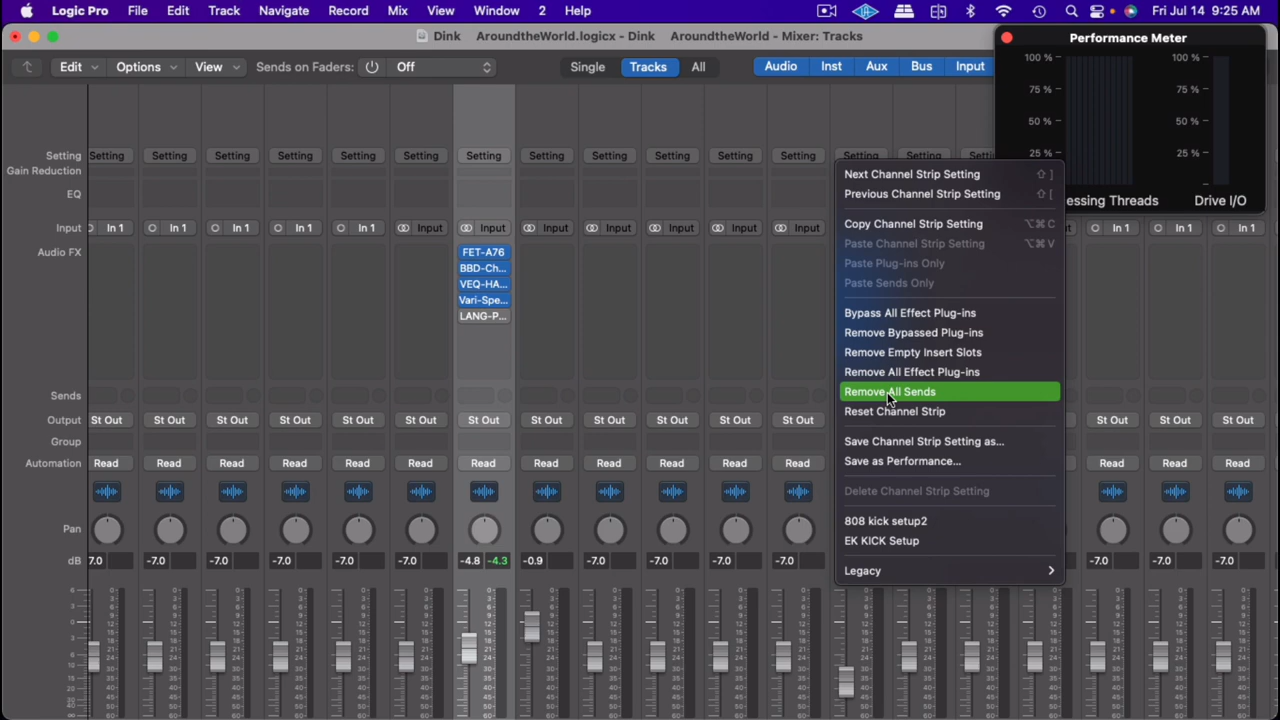 Logic Pro File Edit Track Navigate Record Mix View Window 2 Help Fri Jul 14 9:25 AM
Dink AroundtheWorld.logicx - Dink AroundtheWorld - Mixer: Tracks
Performance Meter
Edit Options View Sends on Faders: Off Single Tracks All Audio Inst Aux Bus Input
100 % 100 %
75 % 75 %
50 % 50 %
25 % 25 %
essing Threads Drive I/O
Setting Setting Setting Setting Setting Setting Setting Setting Setting Setting Setting Setting Setting Setting Setting
Gain Reduction
EQ
Input In 1 In 1 In 1 In 1 In 1 Input Input Input Input Input Input Input In 1 In 1 In 1
Audio FX
FET-A76
BBD-Ch...
VEQ-HA...
Vari-Spe...
LANG-P...
Sends
Output St Out St Out St Out St Out St Out St Out St Out St Out St Out St Out St Out St Out St Out St Out St Out
Group
Automation Read Read Read Read Read Read Read Read Read Read Read Read Read Read Read
Pan
dB 7.0 -7.0 -7.0 -7.0 -7.0 -7.0 -4.8 -4.3 -0.9 -7.0 -7.0 -7.0 -7.0 -7.0 -7.0 -7.0
Next Channel Strip Setting ⇧ ]
Previous Channel Strip Setting ⇧ [
Copy Channel Strip Setting ⌥⌘C
Paste Channel Strip Setting ⌥⌘V
Paste Plug-ins Only
Paste Sends Only
Bypass All Effect Plug-ins
Remove Bypassed Plug-ins
Remove Empty Insert Slots
Remove All Effect Plug-ins
Remove All Sends
Reset Channel Strip
Save Channel Strip Setting as...
Save as Performance...
Delete Channel Strip Setting
808 kick setup2
EK KICK Setup
Legacy